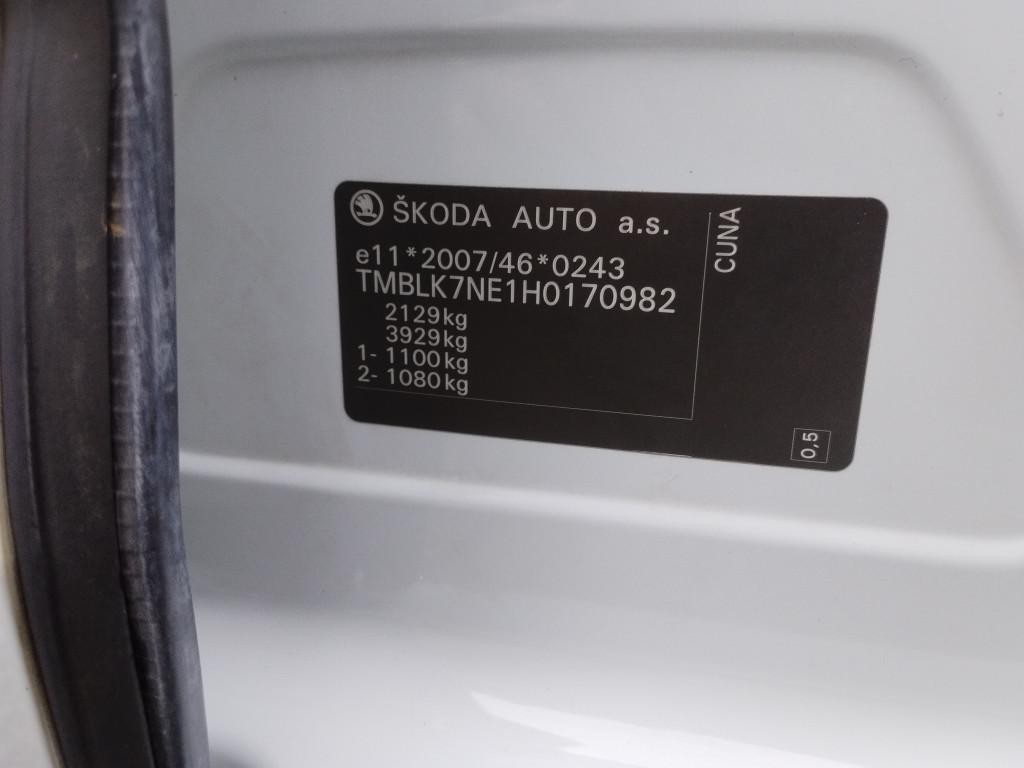 ŠKODA AUTO a.s.
e11*2007/46*0243
TMBLK7NE1H0170982
2129kg
3929kg
1- 1100kg
2- 1080kg
CUNA
0,5